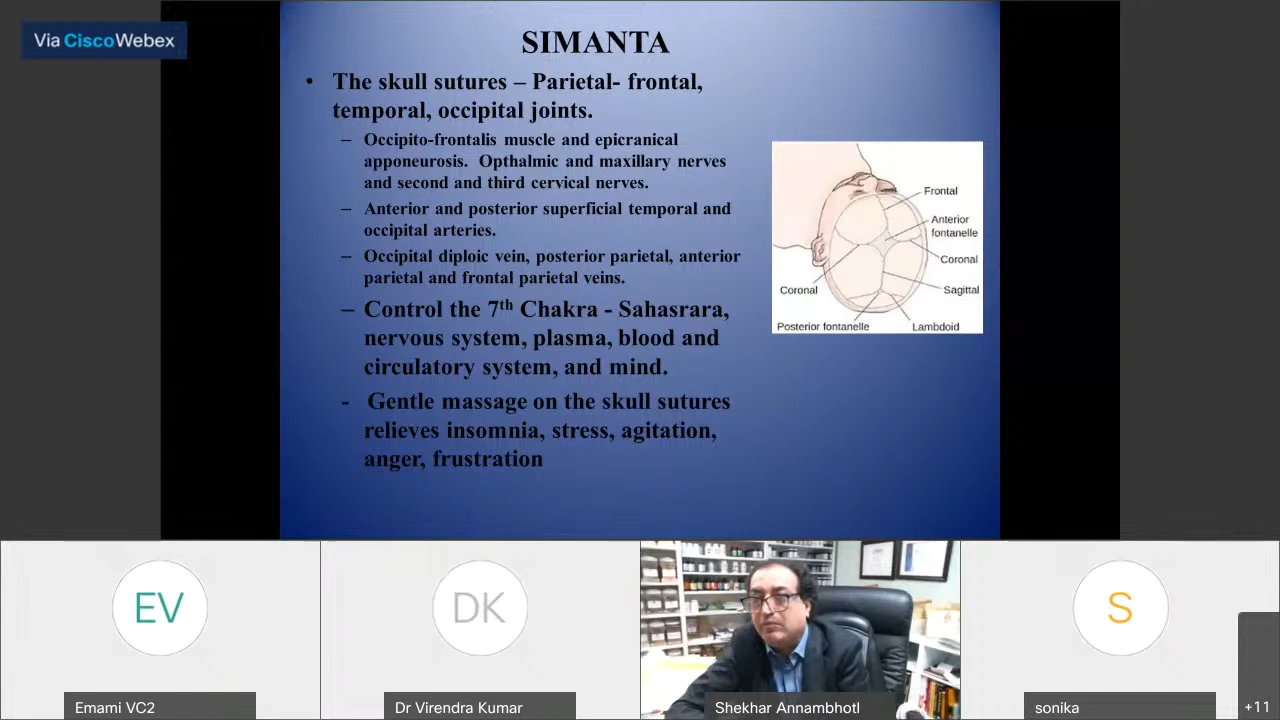 Via CiscoWebex
SIMANTA
• The skull sutures – Parietal- frontal,
temporal, occipital joints.
– Occipito-frontalis muscle and epicranical
apponeurosis. Opthalmic and maxillary nerves
and second and third cervical nerves.
– Anterior and posterior superficial temporal and
occipital arteries.
– Occipital diploic vein, posterior parietal, anterior
parietal and frontal parietal veins.
– Control the 7th Chakra - Sahasrara,
nervous system, plasma, blood and
circulatory system, and mind.
- Gentle massage on the skull sutures
relieves insomnia, stress, agitation,
anger, frustration
Frontal
Anterior
fontanelle
Coronal
Coronal
Sagittal
Posterior fontanelle
Lambdoid
EV
DK
S
Emami VC2
Dr Virendra Kumar
Shekhar Annambhotl
sonika
+11